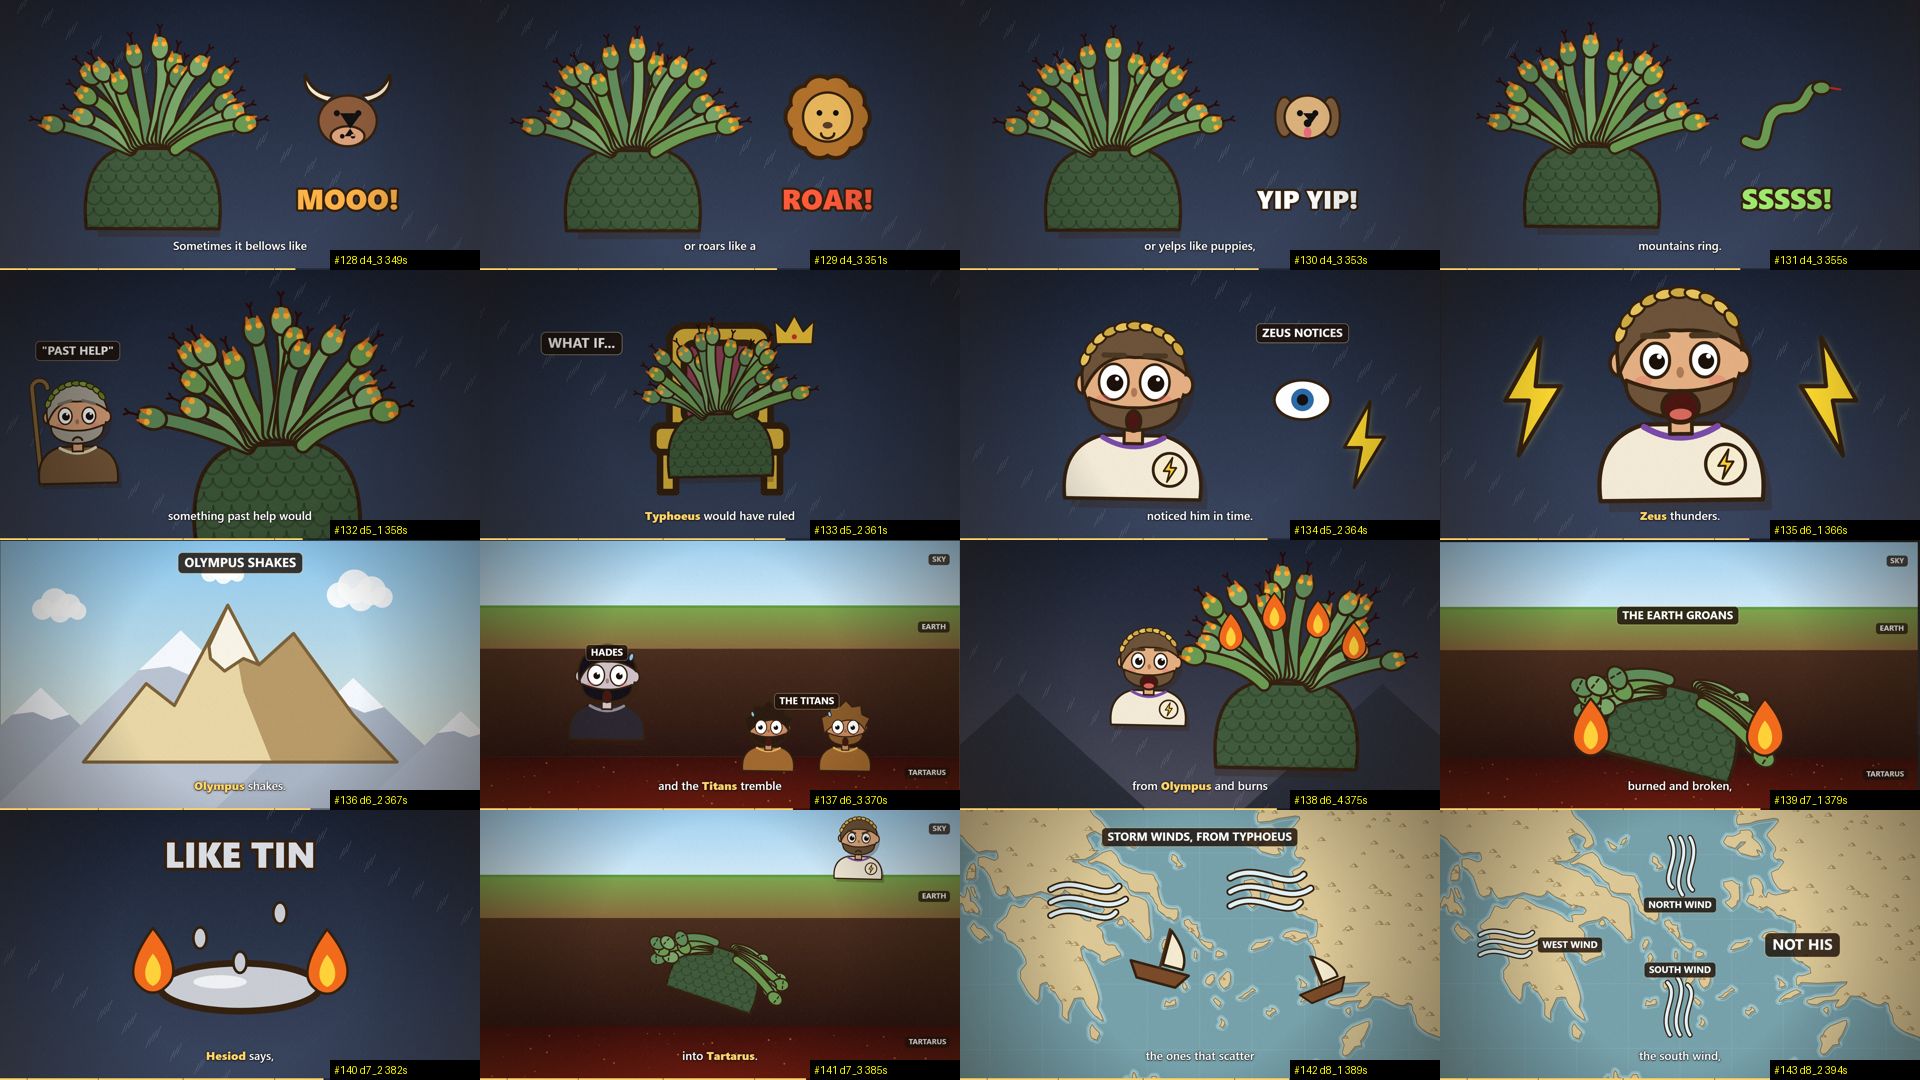 MOOO!
Sometimes it bellows like
#128 d4_3 349s
ROAR!
or roars like a
#129 d4_3 351s
YIP YIP!
or yelps like puppies,
#130 d4_3 353s
SSSSS!
mountains ring.
#131 d4_3 355s
"PAST HELP"
something past help would
#132 d5_1 358s
WHAT IF...
Typhoeus would have ruled
#133 d5_2 361s
ZEUS NOTICES
noticed him in time.
#134 d5_2 364s
Zeus thunders.
#135 d6_1 366s
OLYMPUS SHAKES
Olympus shakes.
#136 d6_2 367s
SKY
EARTH
HADES
THE TITANS
TARTARUS
and the Titans tremble
#137 d6_3 370s
from Olympus and burns
#138 d6_4 375s
SKY
THE EARTH GROANS
EARTH
TARTARUS
burned and broken,
#139 d7_1 379s
LIKE TIN
Hesiod says,
#140 d7_2 382s
SKY
EARTH
TARTARUS
into Tartarus.
#141 d7_3 385s
STORM WINDS, FROM TYPHOEUS
the ones that scatter
#142 d8_1 389s
NORTH WIND
WEST WIND
NOT HIS
SOUTH WIND
the south wind,
#143 d8_2 394s